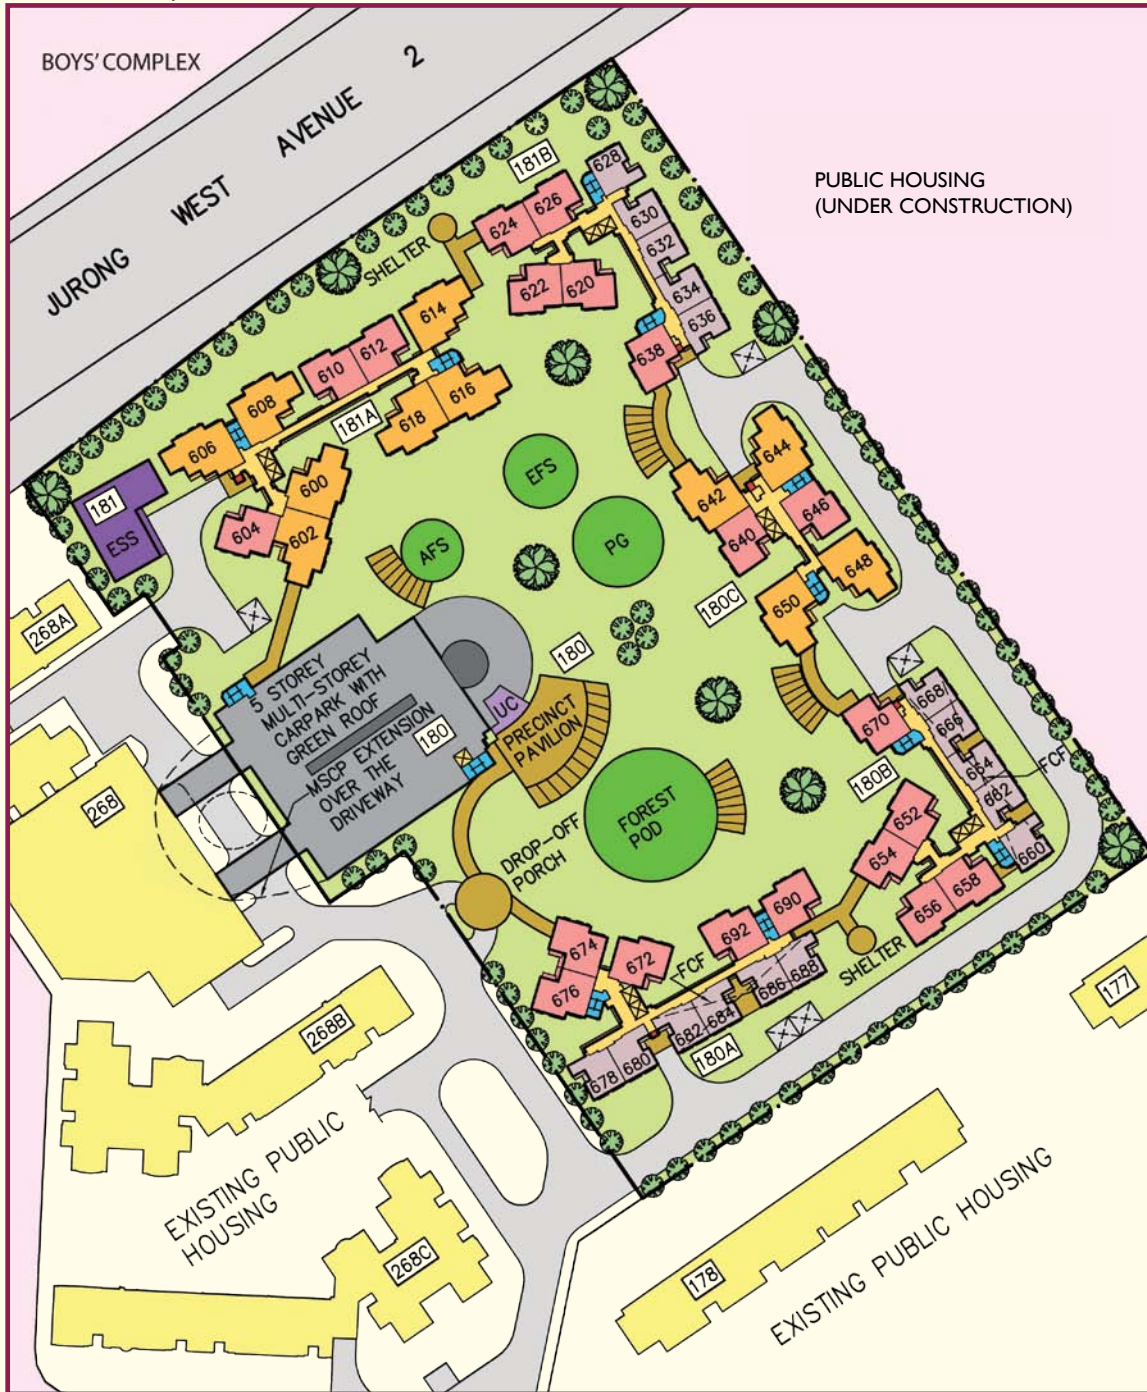 BOYS' COMPLEX
JURONG WEST AVENUE 2
PUBLIC HOUSING
(UNDER CONSTRUCTION)
181B
628
626
624
630
632
622
620
634
636
638
SHELTER
614
612
610
616
618
608
181A
606
600
604
602
181
ESS
EFS
AFS
PG
644
642
646
640
648
650
180C
268A
180
5 STOREY
MULTI-STOREY
CARPARK WITH
GREEN ROOF
180
MSCP EXTENSION
OVER THE
DRIVEWAY
UC
PRECINCT
PAVILION
268
668
666
670
664
662
FCF
180B
660
652
654
658
656
FOREST
POD
DROP-OFF
PORCH
690
692
674
672
676
FCF
688
686
684
682
680
678
180A
SHELTER
177
268B
EXISTING PUBLIC
HOUSING
268C
178
EXISTING PUBLIC HOUSING